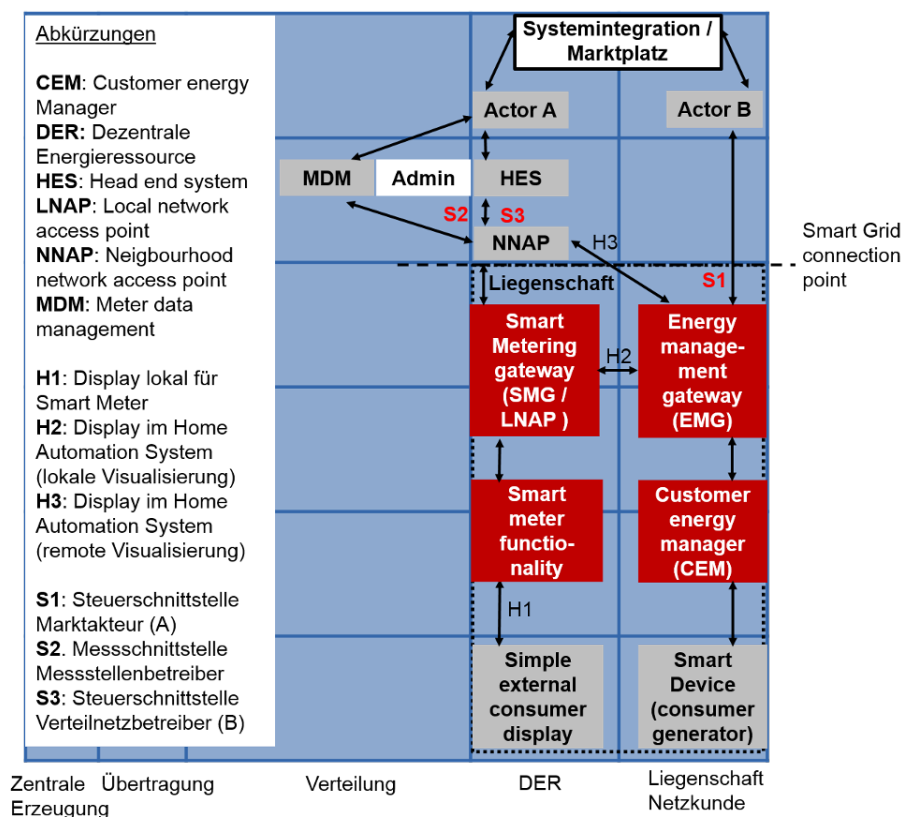 Abkürzungen
CEM: Customer energy
Manager
DER: Dezentrale
Energieressource
HES: Head end system
LNAP: Local network
access point
NNAP: Neigbourhood
network access point
MDM: Meter data
management
H1: Display lokal für
Smart Meter
H2: Display im Home
Automation System
(lokale Visualisierung)
H3: Display im Home
Automation System
(remote Visualisierung)
S1: Steuerschnittstelle
Marktakteur (A)
S2. Messschnittstelle
Messstellenbetreiber
S3: Steuerschnittstelle
Verteilnetzbetreiber (B)
Systemintegration /
Marktplatz
Actor A
Actor B
MDM
Admin
HES
S2
S3
NNAP
H3
Smart Grid
connection
point
Liegenschaft
S1
Smart
Metering
gateway
(SMG /
LNAP )
H2
Energy
manage-
ment
gateway
(EMG)
Smart
meter
functio-
nality
Customer
energy
manager
(CEM)
H1
Simple
external
consumer
display
Smart
Device
(consumer
generator)
Zentrale
Erzeugung
Übertragung
Verteilung
DER
Liegenschaft
Netzkunde